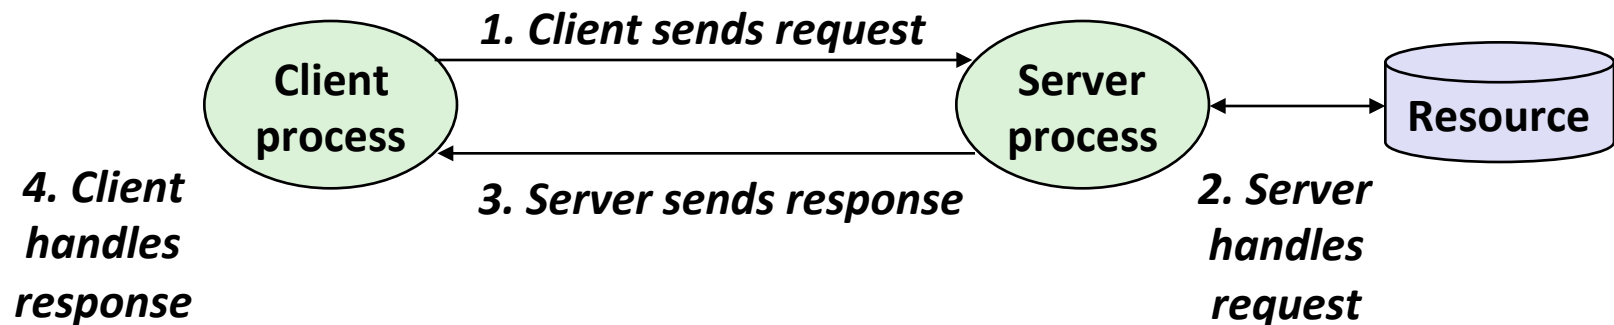 1. Client sends request
Client
process
Server
process
Resource
3. Server sends response
4. Client
handles
response
2. Server
handles
request